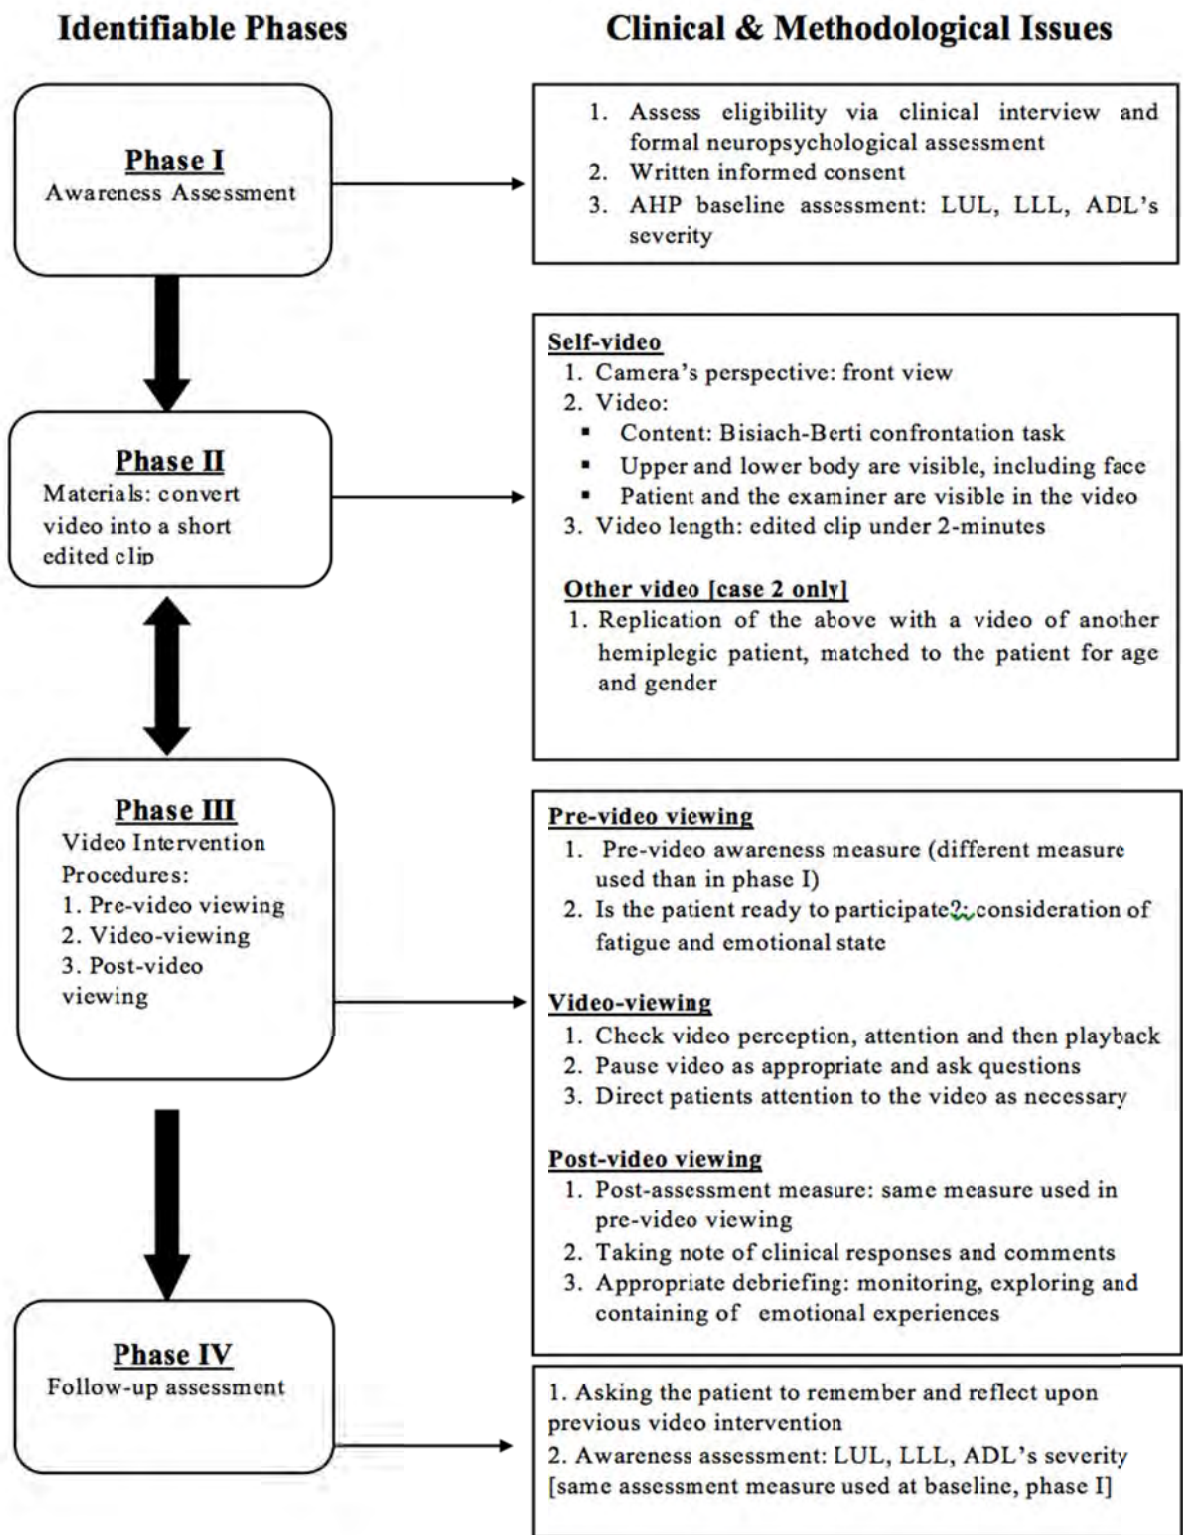 Identifiable Phases
Clinical & Methodological Issues
Phase I
Awareness Assessment
1. Assess eligibility via clinical interview and
formal neuropsychological assessment
2. Written informed consent
3. AHP baseline assessment: LUL, LLL, ADL's
severity
Phase II
Materials: convert
video into a short
edited clip
Self-video
1. Camera's perspective: front view
2. Video:
▪ Content: Bisiach-Berti confrontation task
▪ Upper and lower body are visible, including face
▪ Patient and the examiner are visible in the video
3. Video length: edited clip under 2-minutes
Other video [case 2 only]
1. Replication of the above with a video of another
hemiplegic patient, matched to the patient for age
and gender
Phase III
Video Intervention
Procedures:
1. Pre-video viewing
2. Video-viewing
3. Post-video
viewing
Pre-video viewing
1. Pre-video awareness measure (different measure
used than in phase I)
2. Is the patient ready to participate?: consideration of
fatigue and emotional state
Video-viewing
1. Check video perception, attention and then playback
2. Pause video as appropriate and ask questions
3. Direct patients attention to the video as necessary
Post-video viewing
1. Post-assessment measure: same measure used in
pre-video viewing
2. Taking note of clinical responses and comments
3. Appropriate debriefing: monitoring, exploring and
containing of emotional experiences
Phase IV
Follow-up assessment
1. Asking the patient to remember and reflect upon
previous video intervention
2. Awareness assessment: LUL, LLL, ADL's severity
[same assessment measure used at baseline, phase I]